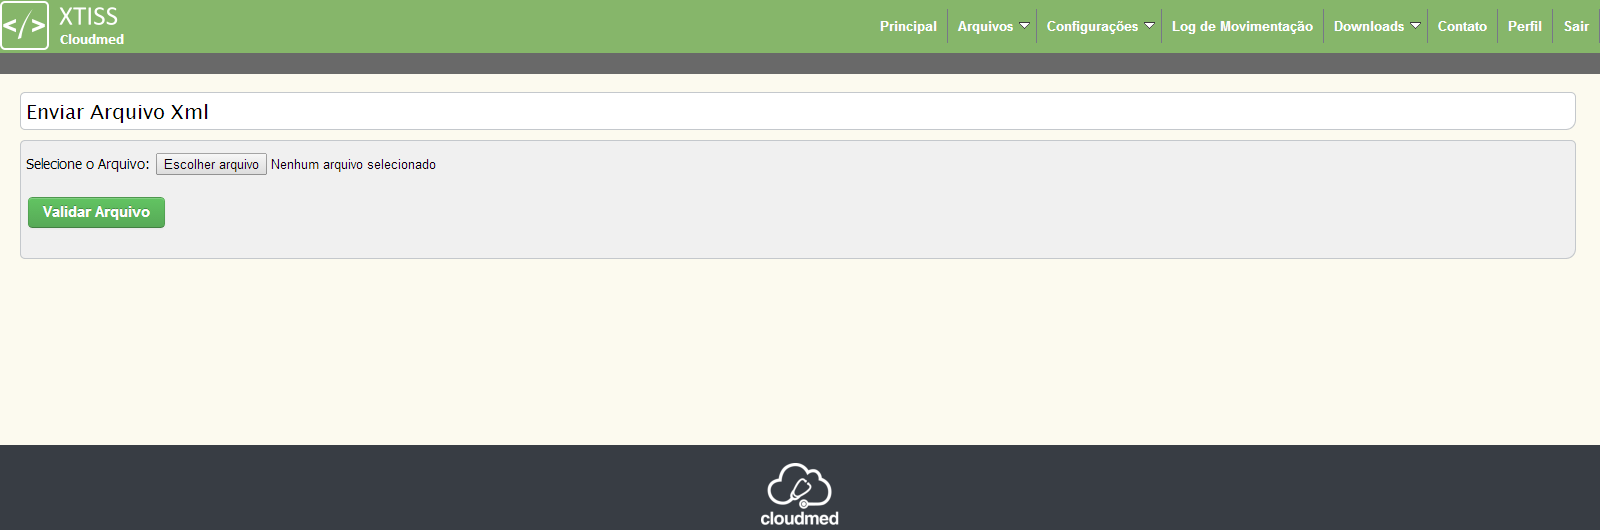 XTISS
Cloudmed
Principal Arquivos Configurações Log de Movimentação Downloads Contato Perfil Sair
Enviar Arquivo Xml
Selecione o Arquivo: Escolher arquivo Nenhum arquivo selecionado
Validar Arquivo
cloudmed